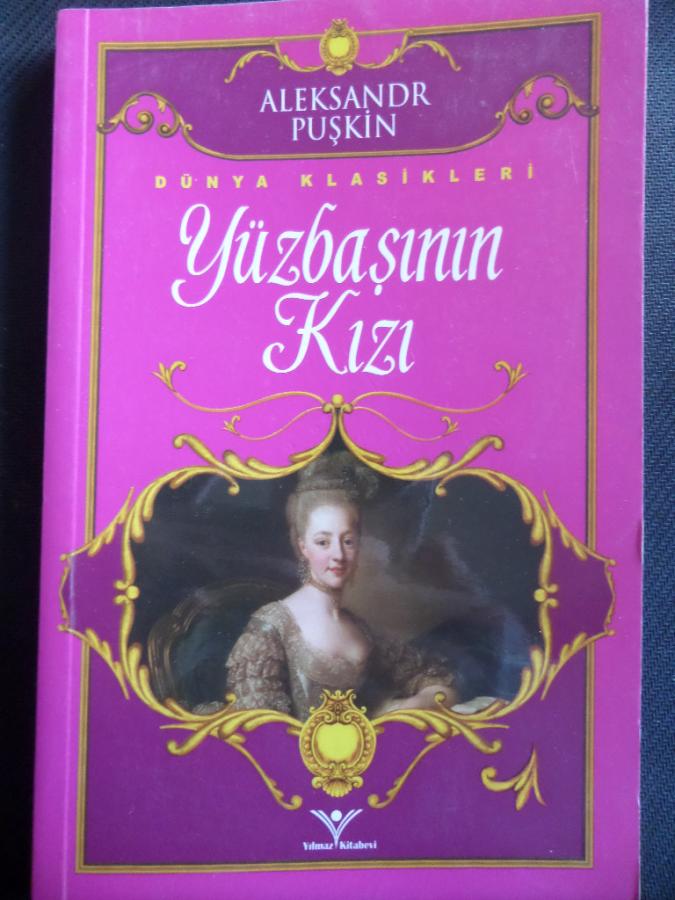 ALEKSANDR
PUŞKİN
DÜNYA KLASİKLERİ
Yüzbaşının
Kızı
Yılmaz Kitabevi